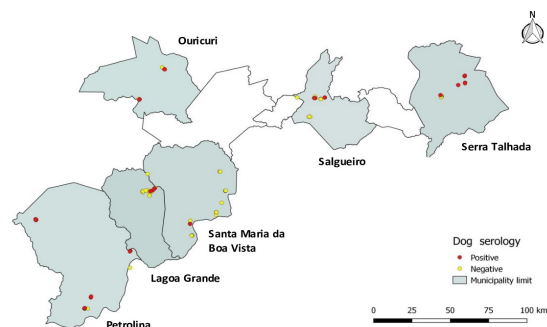 Ouricuri
N
Salgueiro
Serra Talhada
Santa Maria da
Boa Vista
Lagoa Grande
Petrolina
Dog serology
Positive
Negative
Municipality limit
0 25 50 75 100 km